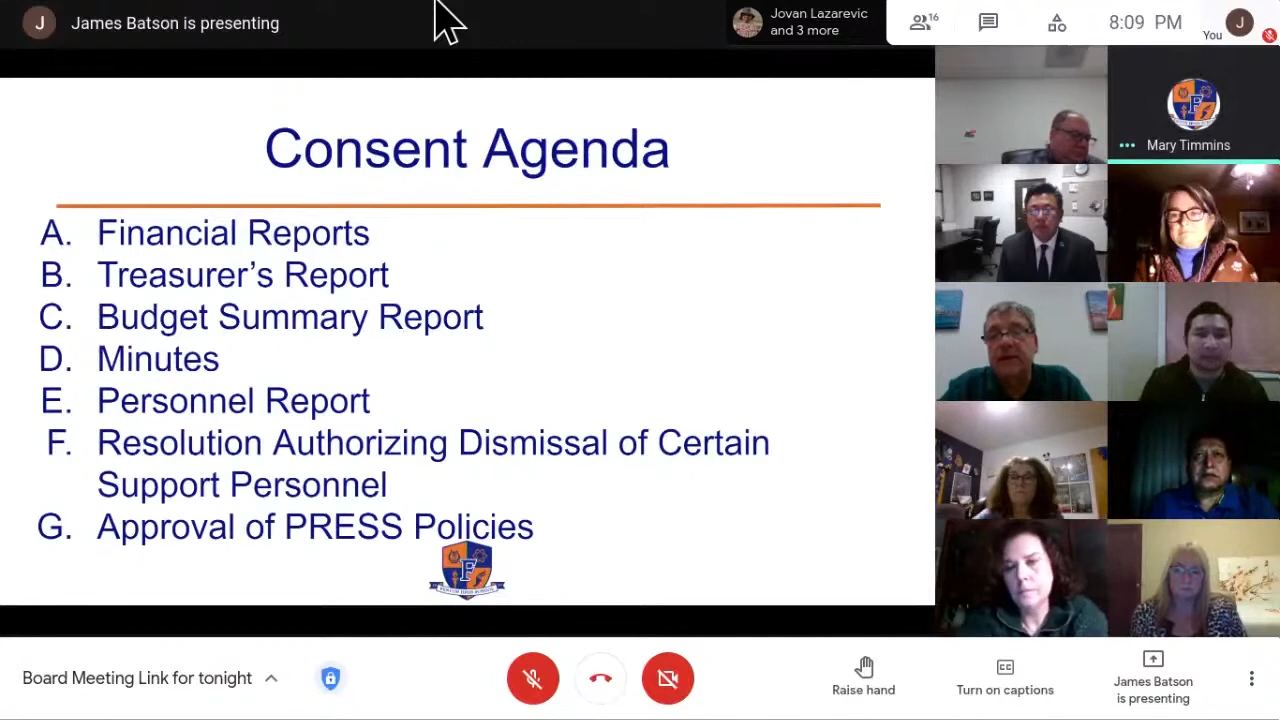 J James Batson is presenting
Jovan Lazarevic
and 3 more
16
8:09 PM
You
J
Consent Agenda
A. Financial Reports
B. Treasurer’s Report
C. Budget Summary Report
D. Minutes
E. Personnel Report
F. Resolution Authorizing Dismissal of Certain
Support Personnel
G. Approval of PRESS Policies
F
F
Mary Timmins
Board Meeting Link for tonight
Raise hand
CC
Turn on captions
James Batson
is presenting